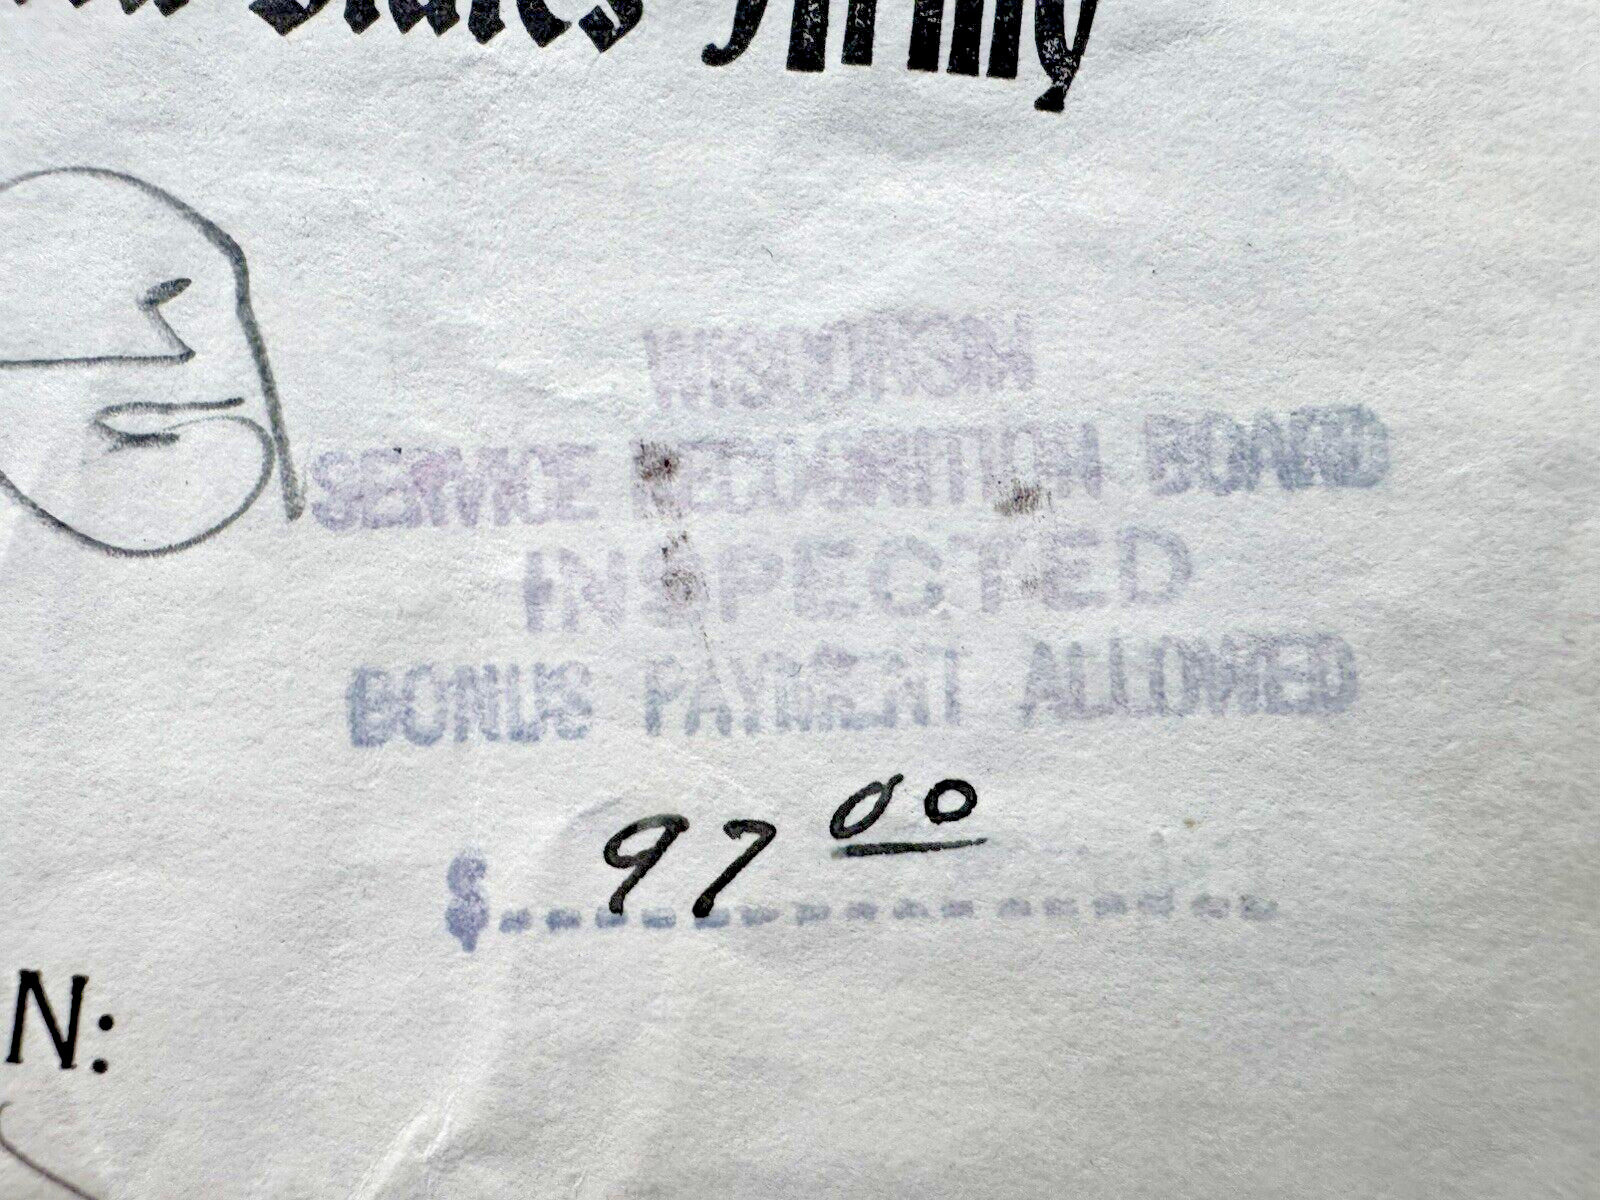 States Army
WISCONSIN
SERVICE RECOGNITION BOARD
INSPECTED
BONUS PAYMENT ALLOWED
$ 97 00
N: